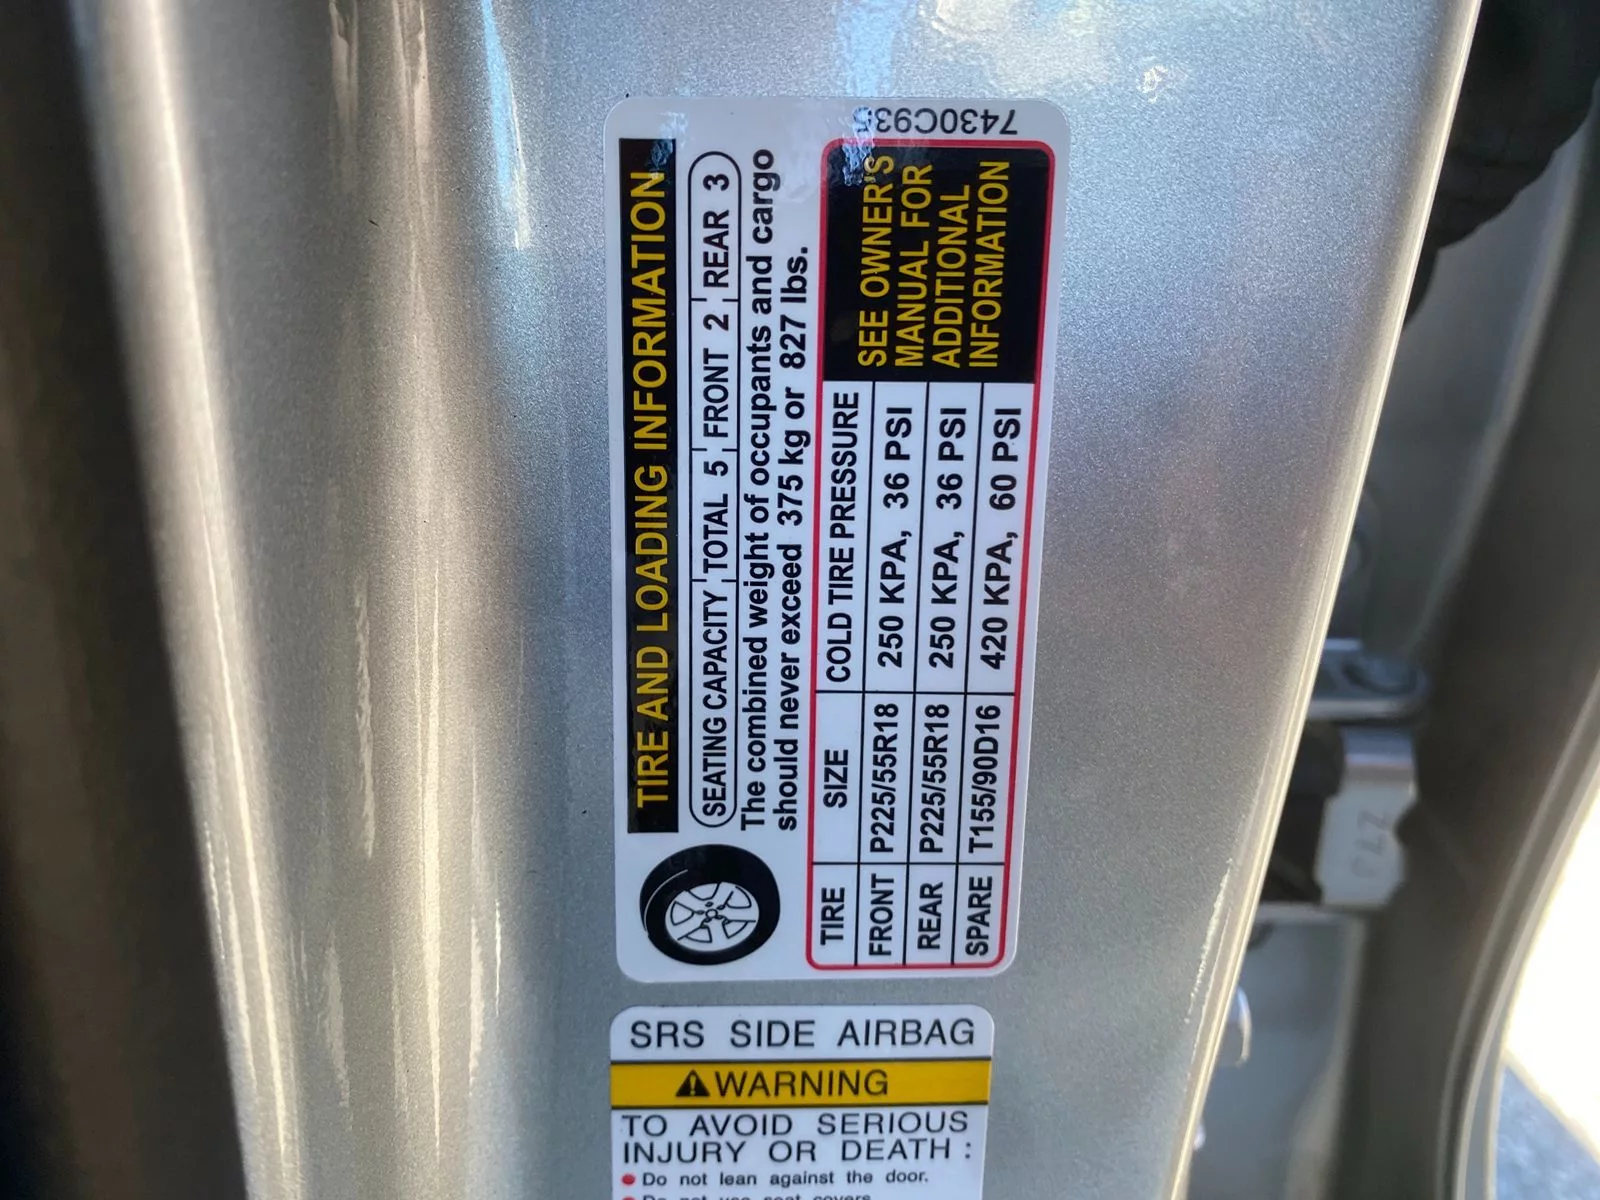 TIRE AND LOADING INFORMATION
SEATING CAPACITY TOTAL 5 FRONT 2 REAR 3
The combined weight of occupants and cargo
should never exceed 375 kg or 827 lbs.
TIRE SIZE COLD TIRE PRESSURE
FRONT P225/55R18 250 KPA, 36 PSI
REAR P225/55R18 250 KPA, 36 PSI
SPARE T155/90D16 420 KPA, 60 PSI
SEE OWNER'S
MANUAL FOR
ADDITIONAL
INFORMATION
7430C935
SRS SIDE AIRBAG
⚠WARNING
TO AVOID SERIOUS
INJURY OR DEATH :
• Do not lean against the door.